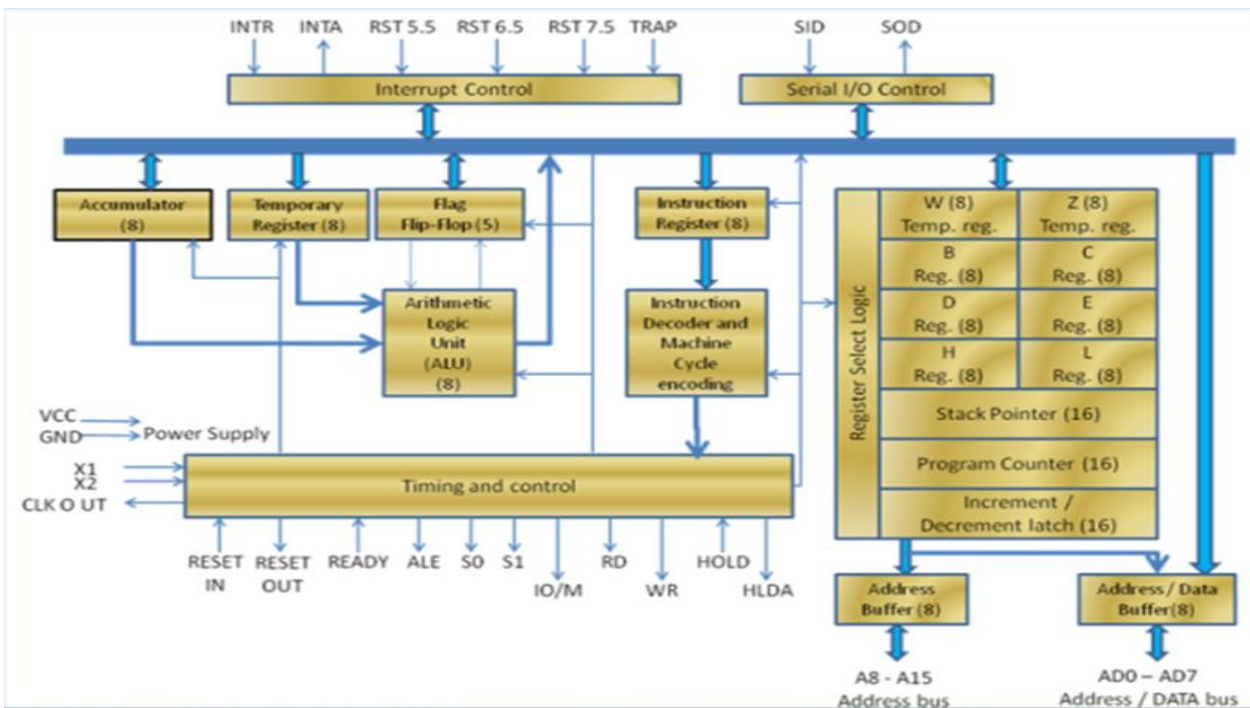 INTR INTA RST 5.5 RST 6.5 RST 7.5 TRAP SID SOD
Interrupt Control
Serial I/O Control
Accumulator
(8)
Temporary
Register (8)
Flag
Flip-Flop (5)
Instruction
Register (8)
Arithmetic
Logic
Unit
(ALU)
(8)
Instruction
Decoder and
Machine
Cycle
encoding
Register Select Logic
W (8)
Temp. reg.
Z (8)
Temp. reg.
B
Reg. (8)
C
Reg. (8)
D
Reg. (8)
E
Reg. (8)
H
Reg. (8)
L
Reg. (8)
Stack Pointer (16)
Program Counter (16)
Increment /
Decrement latch (16)
VCC
GND
Power Supply
X1
X2
CLK O UT
Timing and control
RESET
IN
RESET
OUT
READY
ALE
S0
S1
IO/M
RD
WR
HOLD
HLDA
Address
Buffer (8)
Address / Data
Buffer(8)
A8 - A15
Address bus
AD0 – AD7
Address / DATA bus